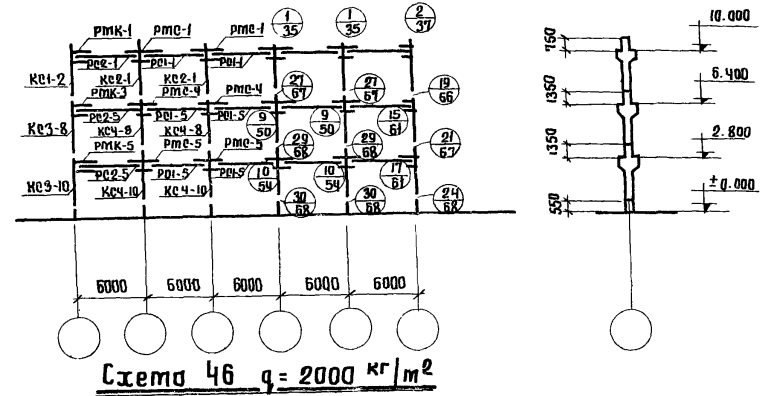 1 1 2
35 35 37
РМК-1 РМС-1 РМС-1
РС2-1 РС1-1 РС1-1
КС1-2 КС2-1 КС2-1
РМК-3 РМС-4 РМС-4
27 27 19
67 67 66
РС2-5 РС1-5 РС1-5
9 9 15
50 50 61
КС3-8 КС4-8 КС4-8
РМК-5 РМС-5 РМС-5
29 29 21
68 68 67
РС2-5 РС1-5 РС1-5
10 10 17
54 54 61
КС3-10 КС4-10 КС4-10
30 30 24
68 68 68
6000 6000 6000 6000 6000
Схема 46 q = 2000 кг/m²
10.000
750
6.400
1350
2.800
1350
±0.000
550